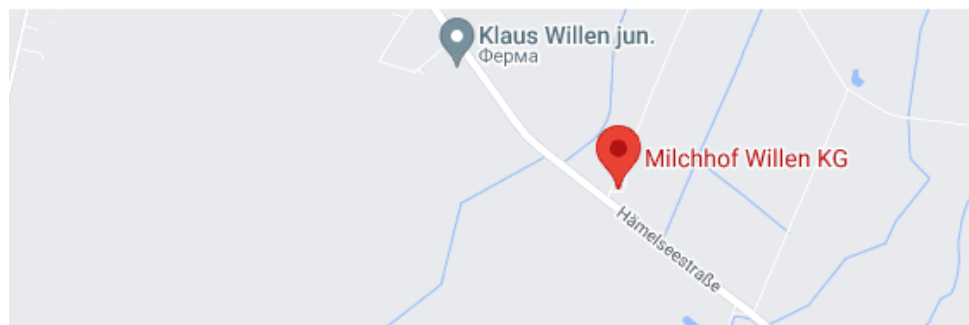 Klaus Willen jun.
Ферма
Milchhof Willen KG
Hämelseestraße